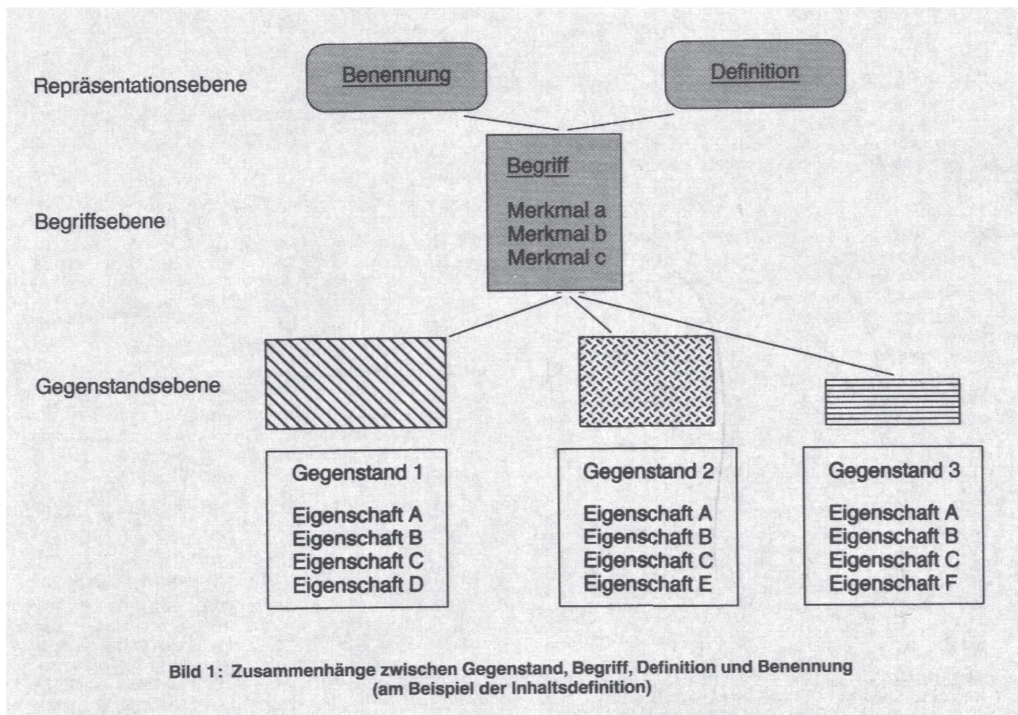 Repräsentationsebene
Benennung
Definition
Begriffsebene
Begriff
Merkmal a
Merkmal b
Merkmal c
Gegenstandsebene
Gegenstand 1
Eigenschaft A
Eigenschaft B
Eigenschaft C
Eigenschaft D
Gegenstand 2
Eigenschaft A
Eigenschaft B
Eigenschaft C
Eigenschaft E
Gegenstand 3
Eigenschaft A
Eigenschaft B
Eigenschaft C
Eigenschaft F
Bild 1: Zusammenhänge zwischen Gegenstand, Begriff, Definition und Benennung
(am Beispiel der Inhaltsdefinition)